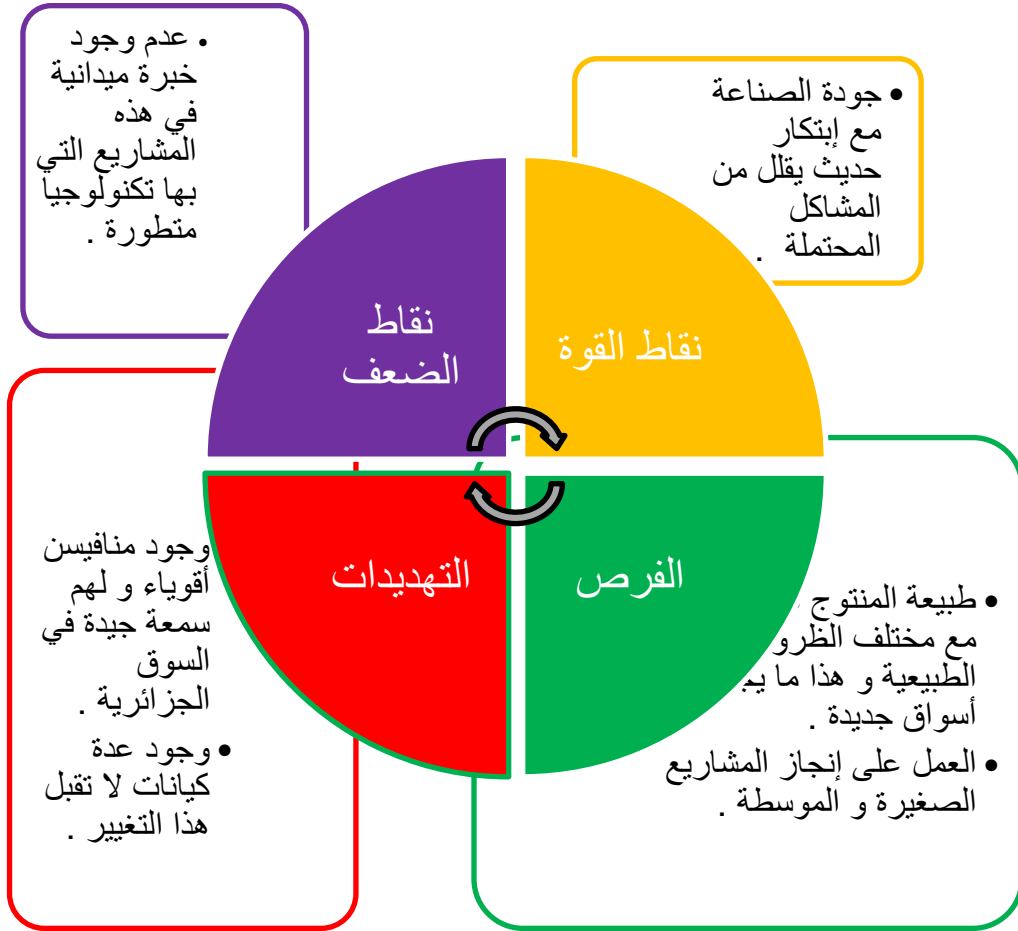 • جودة الصناعة
مع إبتكار
حديث يقلل من
المشاكل
المحتملة .
• عدم وجود
خبرة ميدانية
في هذه
المشاريع التي
بها تكنولوجيا
متطورة .
نقاط القوة
نقاط
الضعف
الفرص
التهديدات
• طبيعة المنتوج
مع مختلف
الطبيعية و هذا ما
أسواق جديدة .
• العمل على إنجاز المشاريع
الصغيرة و الموسطة .
وجود منافيسن
أقوياء و لهم
سمعة جيدة في
السوق
الجزائرية .
• وجود عدة
كيانات لا تقبل
هذا التغيير .